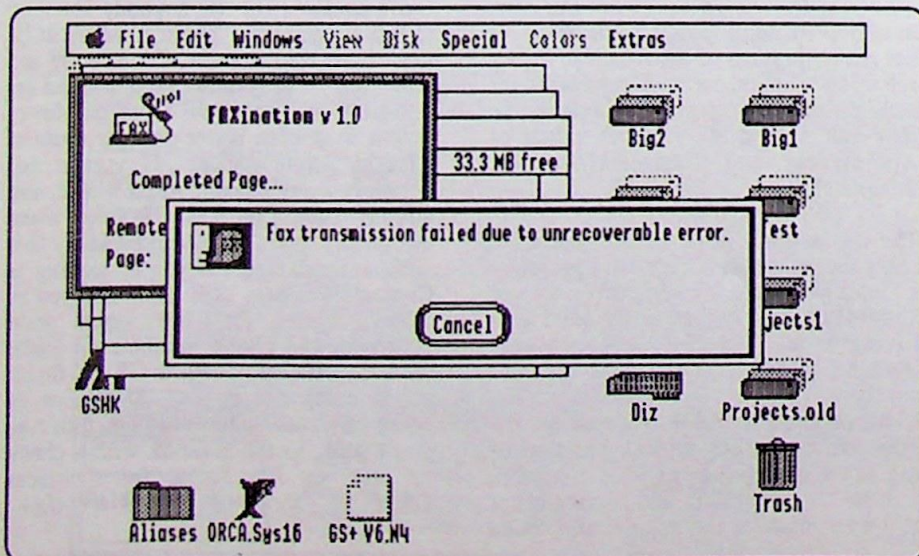 File Edit Windows View Disk Special Colors Extras
FAX
FAXination v 1.0
Completed Page...
Remote
Page:
33.3 MB free
Big2
Big1
est
jects1
Fax transmission failed due to unrecoverable error.
Cancel
GSHK
Diz
Projects.old
Trash
Aliases
ORCA.Sys16
GS+ V6.N4